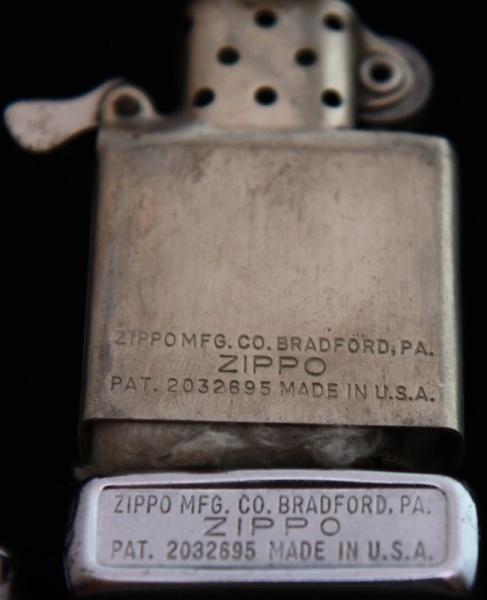 ZIPPO MFG. CO. BRADFORD, PA.
ZIPPO
PAT. 2032695 MADE IN U.S.A.
ZIPPO MFG. CO. BRADFORD, PA.
ZIPPO
PAT. 2032695 MADE IN U.S.A.